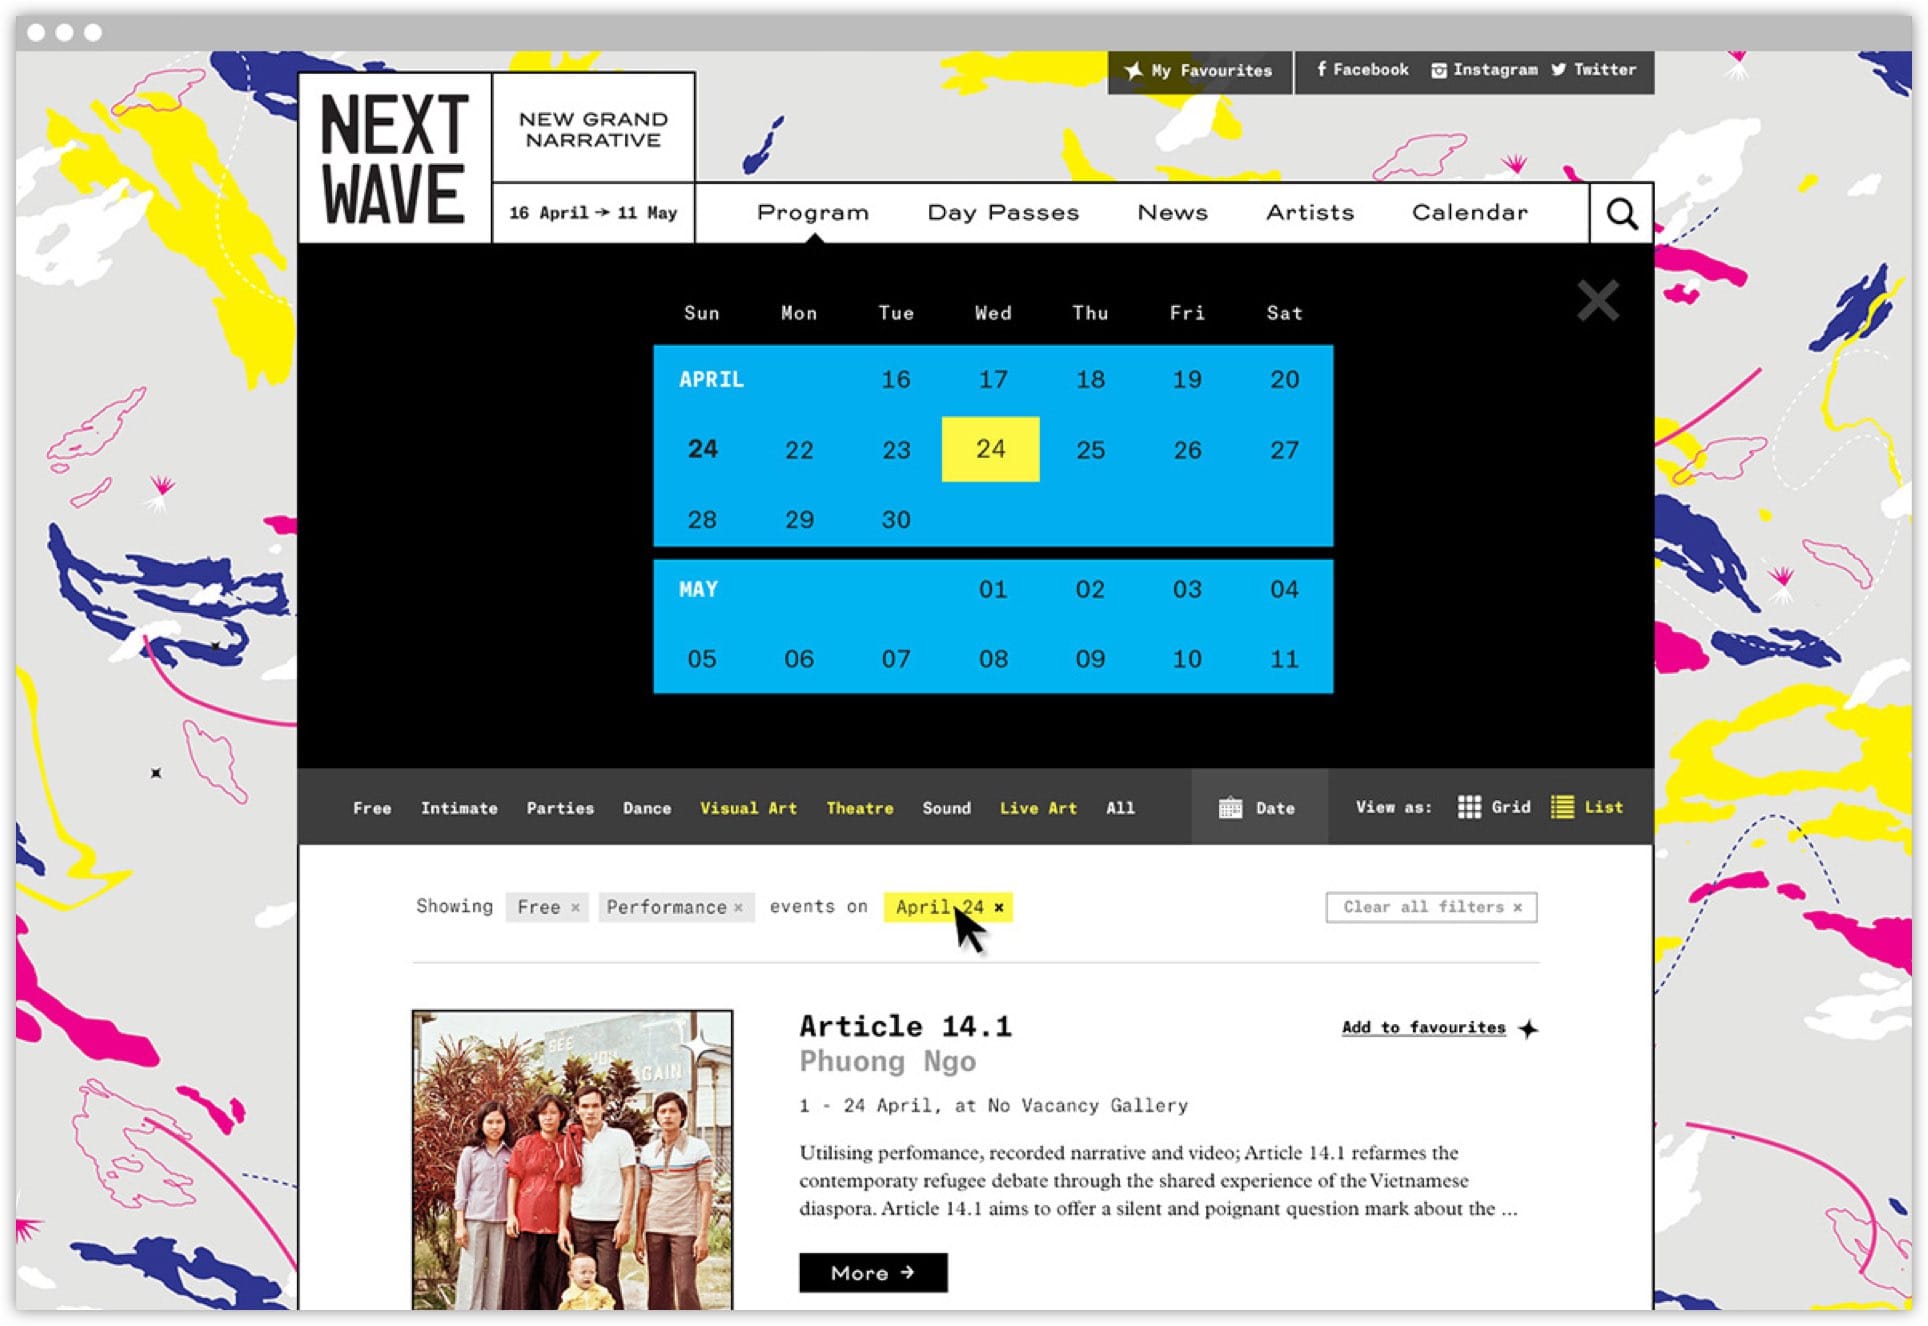 My Favourites
Facebook Instagram Twitter
NEXT
WAVE
NEW GRAND
NARRATIVE
16 April → 11 May
Program Day Passes News Artists Calendar
Sun Mon Tue Wed Thu Fri Sat
APRIL 16 17 18 19 20
24 22 23 24 25 26 27
28 29 30
MAY 01 02 03 04
05 06 07 08 09 10 11
Free Intimate Parties Dance Visual Art Theatre Sound Live Art All Date View as: Grid List
Showing Free × Performance × events on April 24 × Clear all filters ×
SEE
YOU
AGAIN
Article 14.1
Add to favourites
Phuong Ngo
1 - 24 April, at No Vacancy Gallery
Utilising perfomance, recorded narrative and video; Article 14.1 refarmes the
contemporaty refugee debate through the shared experience of the Vietnamese
diaspora. Article 14.1 aims to offer a silent and poignant question mark about the ...
More →